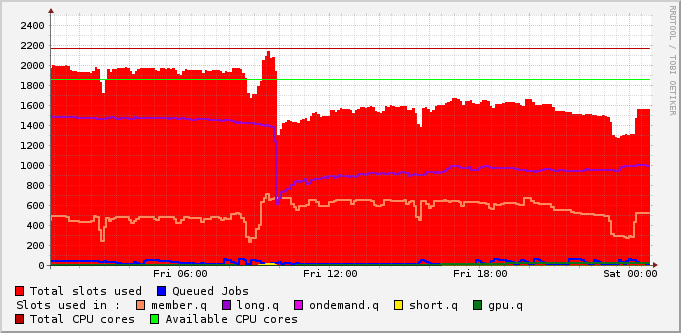 2400
2200
2000
1800
1600
1400
1200
1000
800
600
400
200
0
Fri 06:00 Fri 12:00 Fri 18:00 Sat 00:00
Total slots used Queued Jobs
Slots used in : member.q long.q ondemand.q short.q gpu.q
Total CPU cores Available CPU cores
RRDTOOL / TOBI OETIKER